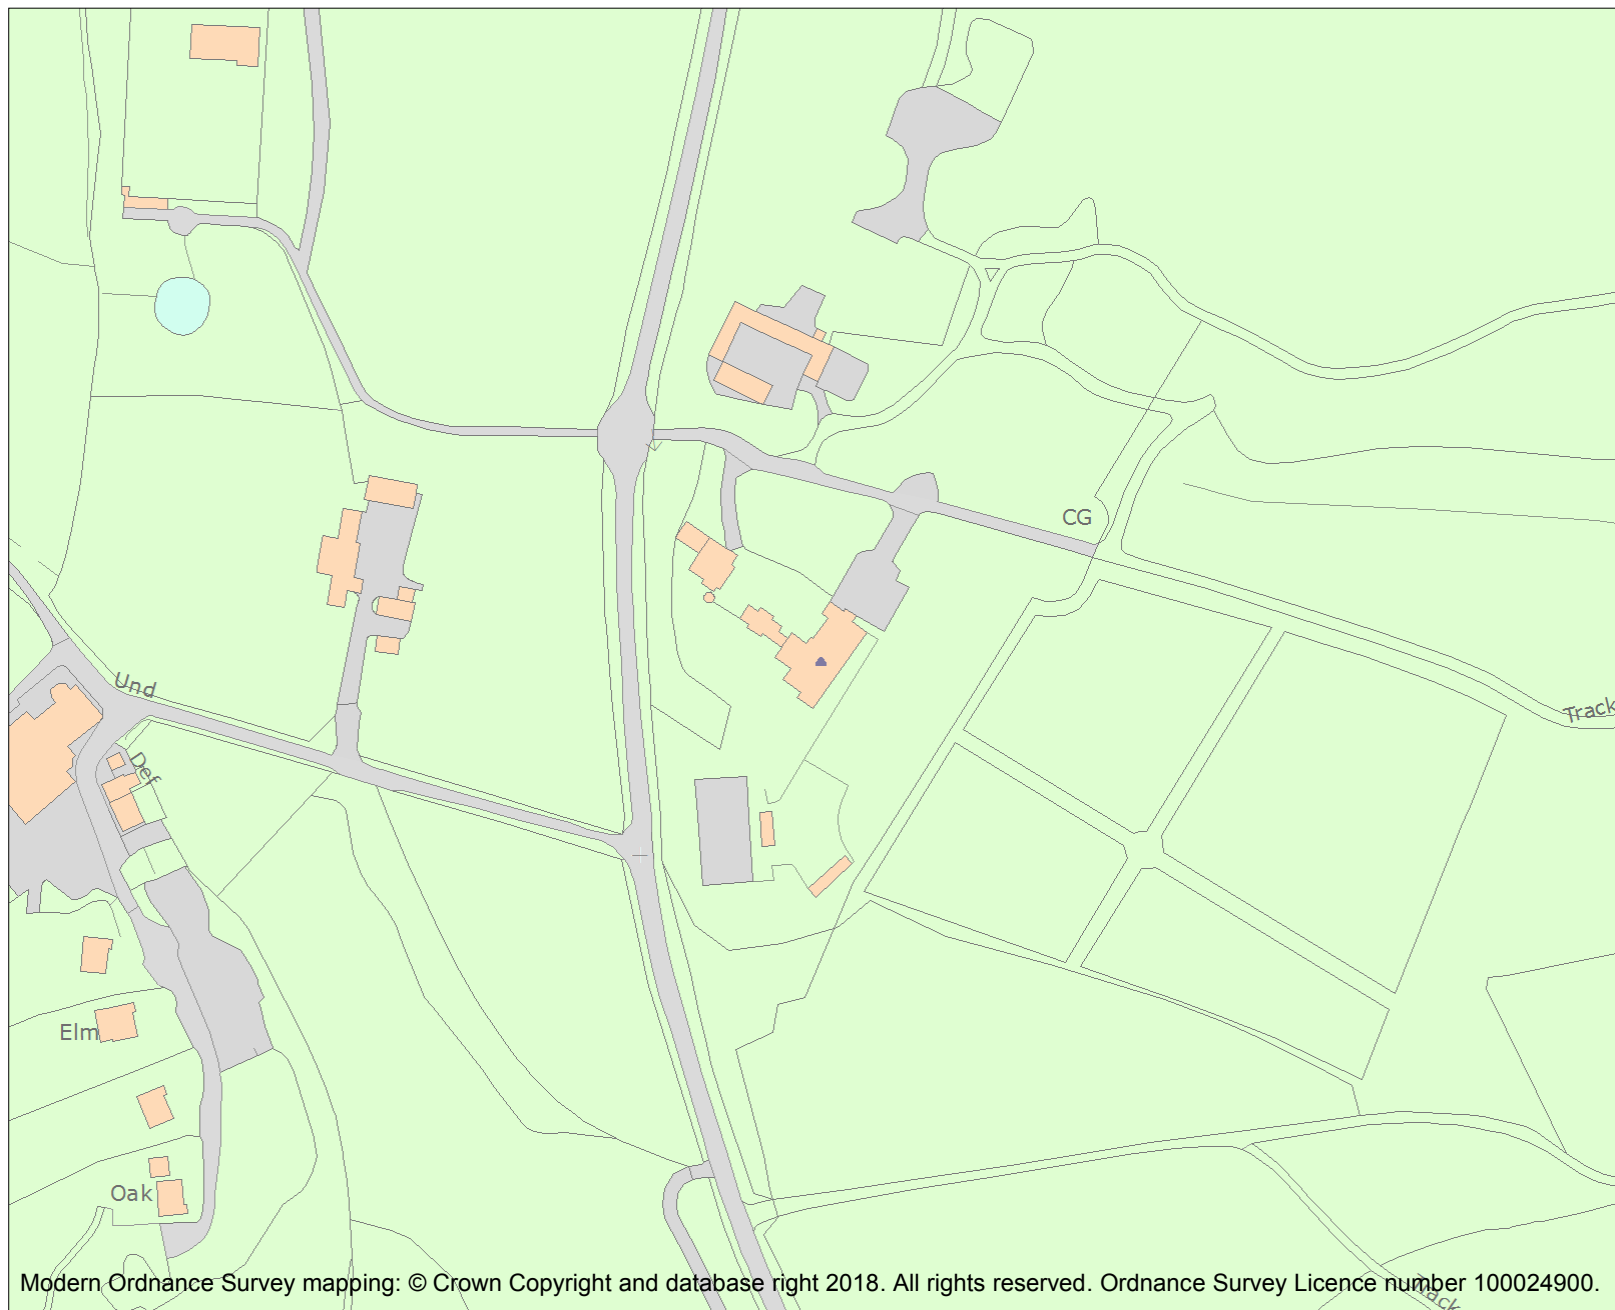 CG
Und
Track
Def
Elm
Oak
Track
Modern Ordnance Survey mapping: © Crown Copyright and database right 2018. All rights reserved. Ordnance Survey Licence number 100024900.